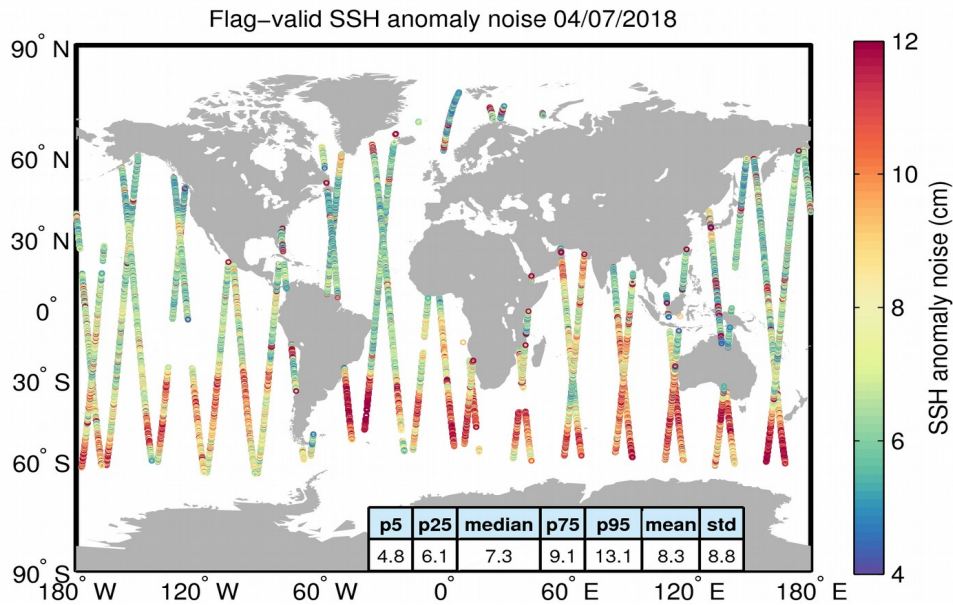 Flag-valid SSH anomaly noise 04/07/2018
90° N
60° N
30° N
0°
30° S
60° S
90° S
180° W
120° W
60° W
0°
60° E
120° E
180° E
p5 p25 median p75 p95 mean std
4.8 6.1 7.3 9.1 13.1 8.3 8.8
12
10
8
6
4
SSH anomaly noise (cm)